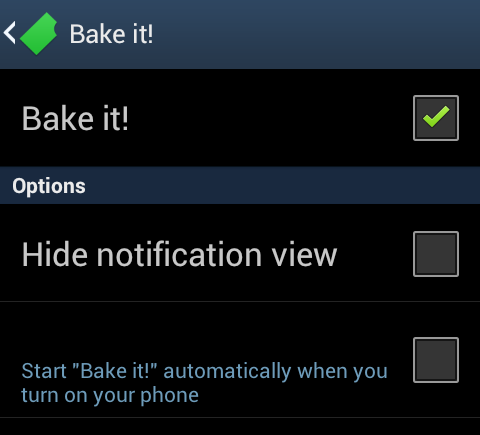 Bake it!
Bake it!
Options
Hide notification view
Start "Bake it!" automatically when you
turn on your phone